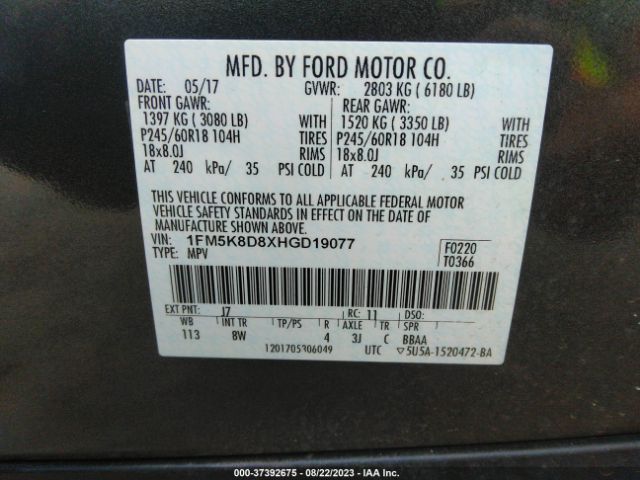 MFD. BY FORD MOTOR CO.
DATE: 05/17 GVWR: 2803 KG ( 6180 LB)
FRONT GAWR: REAR GAWR:
1397 KG ( 3080 LB) WITH 1520 KG ( 3350 LB) WITH
P245/60R18 104H TIRES P245/60R18 104H TIRES
18x8.0J RIMS 18x8.0J RIMS
AT 240 kPa/ 35 PSI COLD AT 240 kPa/ 35 PSI COLD
THIS VEHICLE CONFORMS TO ALL APPLICABLE FEDERAL MOTOR
VEHICLE SAFETY STANDARDS IN EFFECT ON THE DATE OF
MANUFACTURE SHOWN ABOVE.
VIN: 1FM5K8D8XHGD19077 F0220
TYPE: MPV T0366
EXT PNT: J7 RC: 11 DSO:
WB INT TR TP/PS R AXLE TR SPR
113 8W 4 3J C BBAA
1201705306049 UTC ▽5U5A-1520472-BA
000-37392675 - 08/22/2023 - IAA Inc.